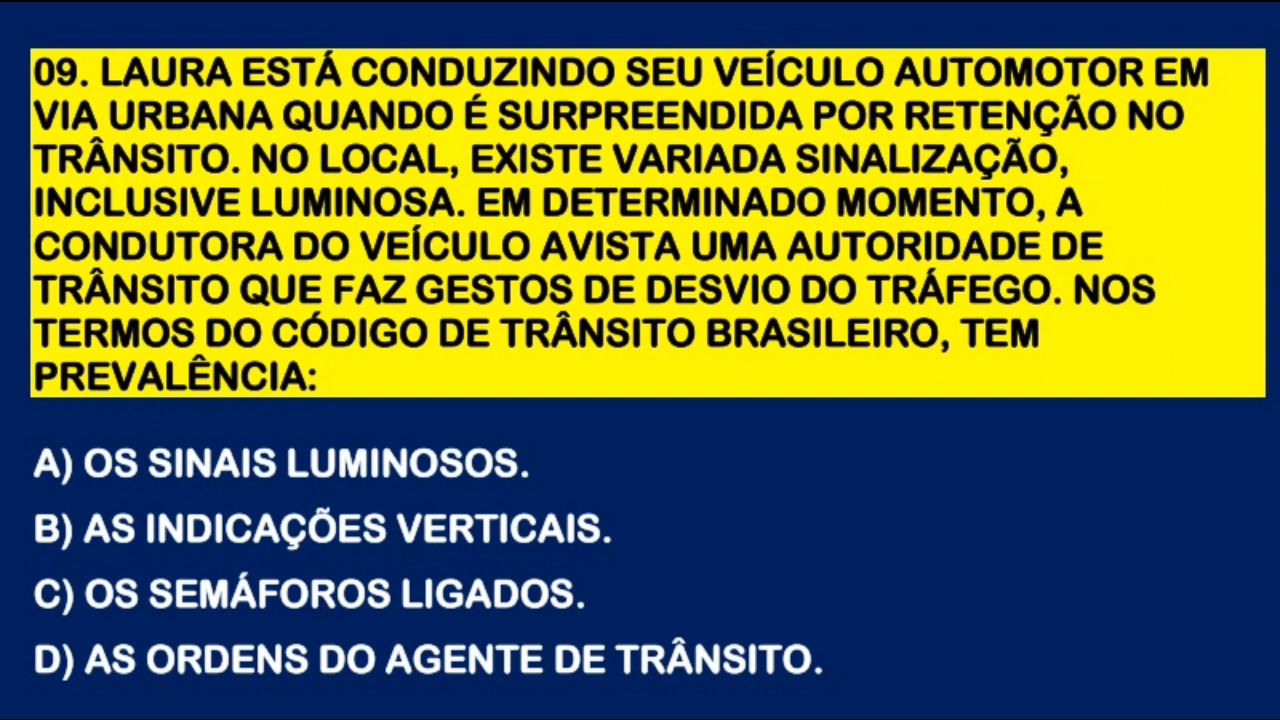 09. LAURA ESTÁ CONDUZINDO SEU VEÍCULO AUTOMOTOR EM
VIA URBANA QUANDO É SURPREENDIDA POR RETENÇÃO NO
TRÂNSITO. NO LOCAL, EXISTE VARIADA SINALIZAÇÃO,
INCLUSIVE LUMINOSA. EM DETERMINADO MOMENTO, A
CONDUTORA DO VEÍCULO AVISTA UMA AUTORIDADE DE
TRÂNSITO QUE FAZ GESTOS DE DESVIO DO TRÁFEGO. NOS
TERMOS DO CÓDIGO DE TRÂNSITO BRASILEIRO, TEM
PREVALÊNCIA:
A) OS SINAIS LUMINOSOS.
B) AS INDICAÇÕES VERTICAIS.
C) OS SEMÁFOROS LIGADOS.
D) AS ORDENS DO AGENTE DE TRÂNSITO.